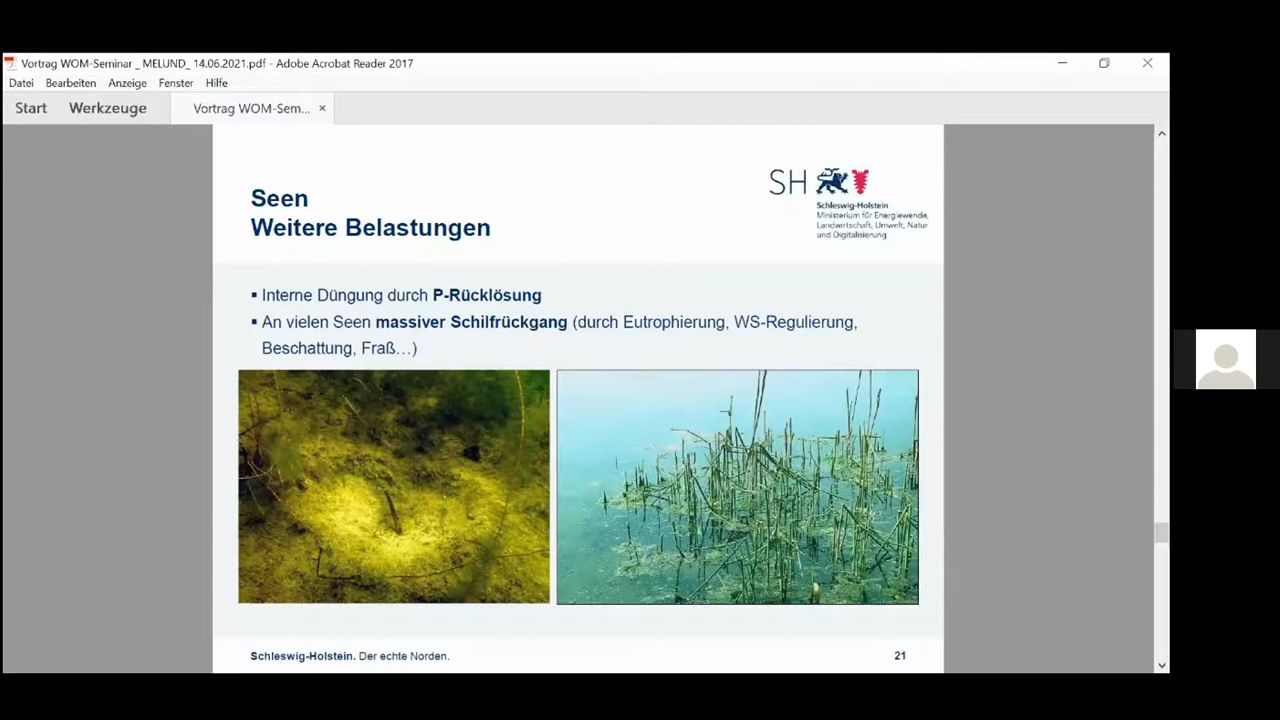 Vortrag WOM-Seminar _ MELUND_ 14.06.2021.pdf - Adobe Acrobat Reader 2017
Datei Bearbeiten Anzeige Fenster Hilfe
Start Werkzeuge Vortrag WOM-Sem... ×
SH
Schleswig-Holstein
Ministerium für Energiewende,
Landwirtschaft, Umwelt, Natur
und Digitalisierung
Seen
Weitere Belastungen
▪ Interne Düngung durch P-Rücklösung
▪ An vielen Seen massiver Schilfrückgang (durch Eutrophierung, WS-Regulierung,
Beschattung, Fraß…)
Schleswig-Holstein. Der echte Norden.
21